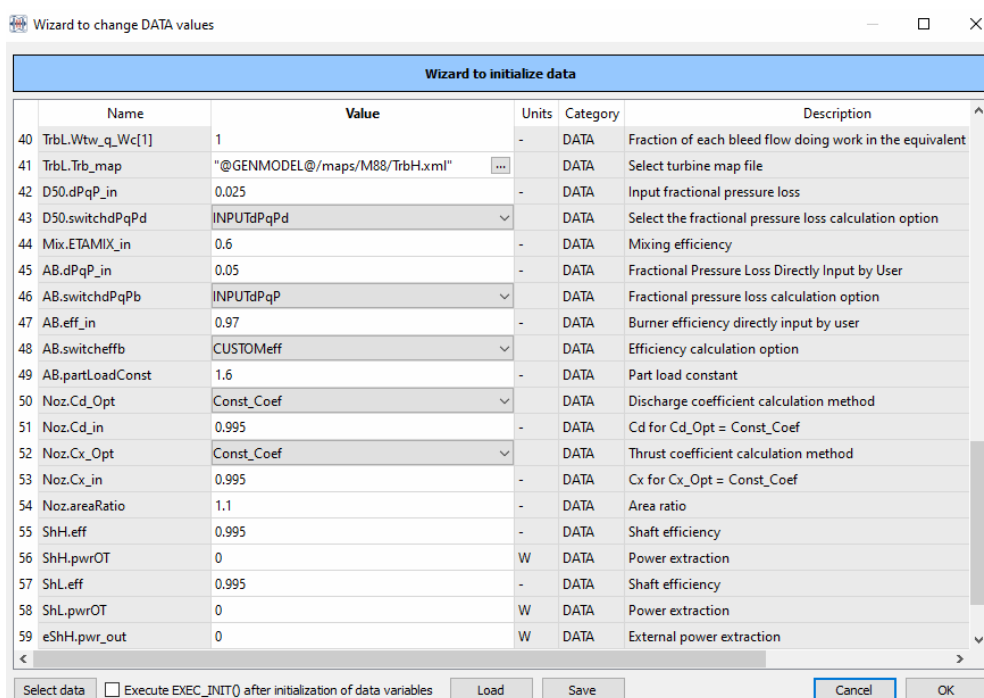 Wizard to change DATA values
Wizard to initialize data
Name Value Units Category Description
40 TrbL.Wtw_q_Wc[1] 1 - DATA Fraction of each bleed flow doing work in the equivalent
41 TrbL.Trb_map "@GENMODEL@/maps/M88/TrbH.xml" ... DATA Select turbine map file
42 D50.dPqP_in 0.025 - DATA Input fractional pressure loss
43 D50.switchdPqPd INPUTdPqPd DATA Select the fractional pressure loss calculation option
44 Mix.ETAMIX_in 0.6 - DATA Mixing efficiency
45 AB.dPqP_in 0.05 - DATA Fractional Pressure Loss Directly Input by User
46 AB.switchdPqPb INPUTdPqP DATA Fractional pressure loss calculation option
47 AB.eff_in 0.97 - DATA Burner efficiency directly input by user
48 AB.switcheffb CUSTOMeff DATA Efficiency calculation option
49 AB.partLoadConst 1.6 - DATA Part load constant
50 Noz.Cd_Opt Const_Coef DATA Discharge coefficient calculation method
51 Noz.Cd_in 0.995 - DATA Cd for Cd_Opt = Const_Coef
52 Noz.Cx_Opt Const_Coef DATA Thrust coefficient calculation method
53 Noz.Cx_in 0.995 - DATA Cx for Cx_Opt = Const_Coef
54 Noz.areaRatio 1.1 - DATA Area ratio
55 ShH.eff 0.995 - DATA Shaft efficiency
56 ShH.pwrOT 0 W DATA Power extraction
57 ShL.eff 0.995 - DATA Shaft efficiency
58 ShL.pwrOT 0 W DATA Power extraction
59 eShH.pwr_out 0 W DATA External power extraction
Select data Execute EXEC_INIT() after initialization of data variables Load Save Cancel OK